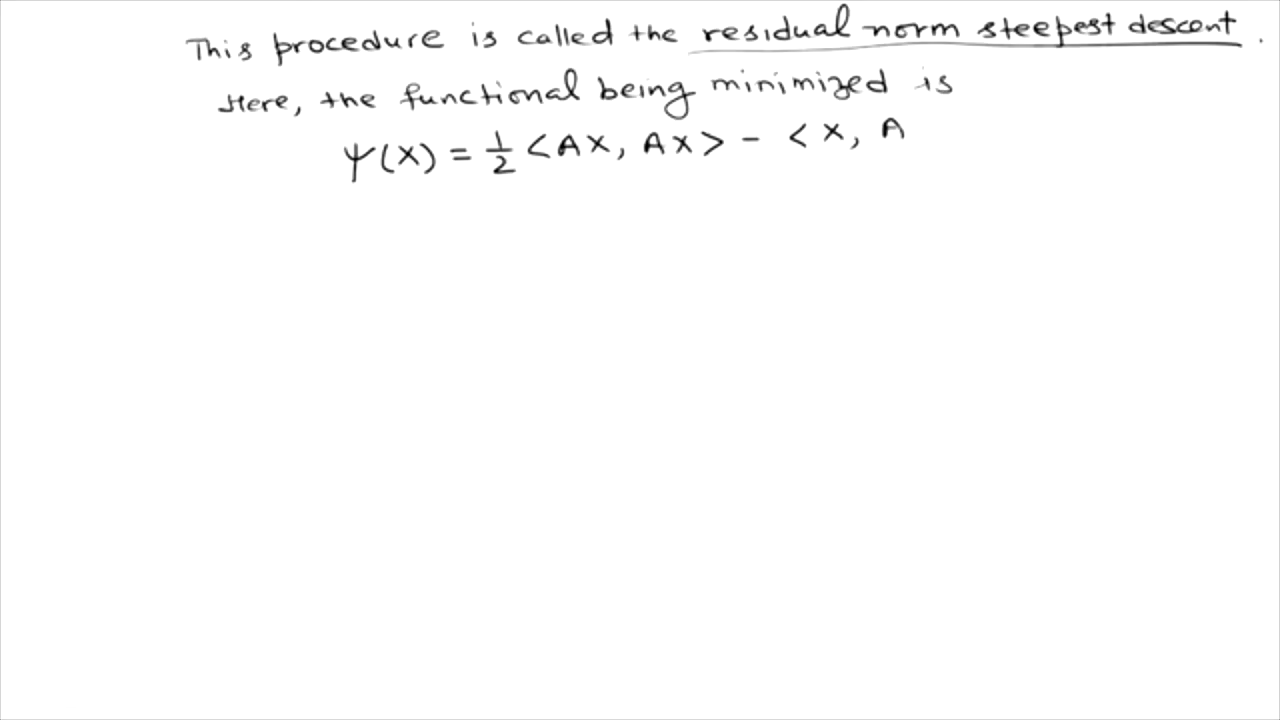 This procedure is called the residual norm steepest descent.
Here, the functional being minimized is
ψ(x) = 1/2 <Ax, Ax> - <x, A